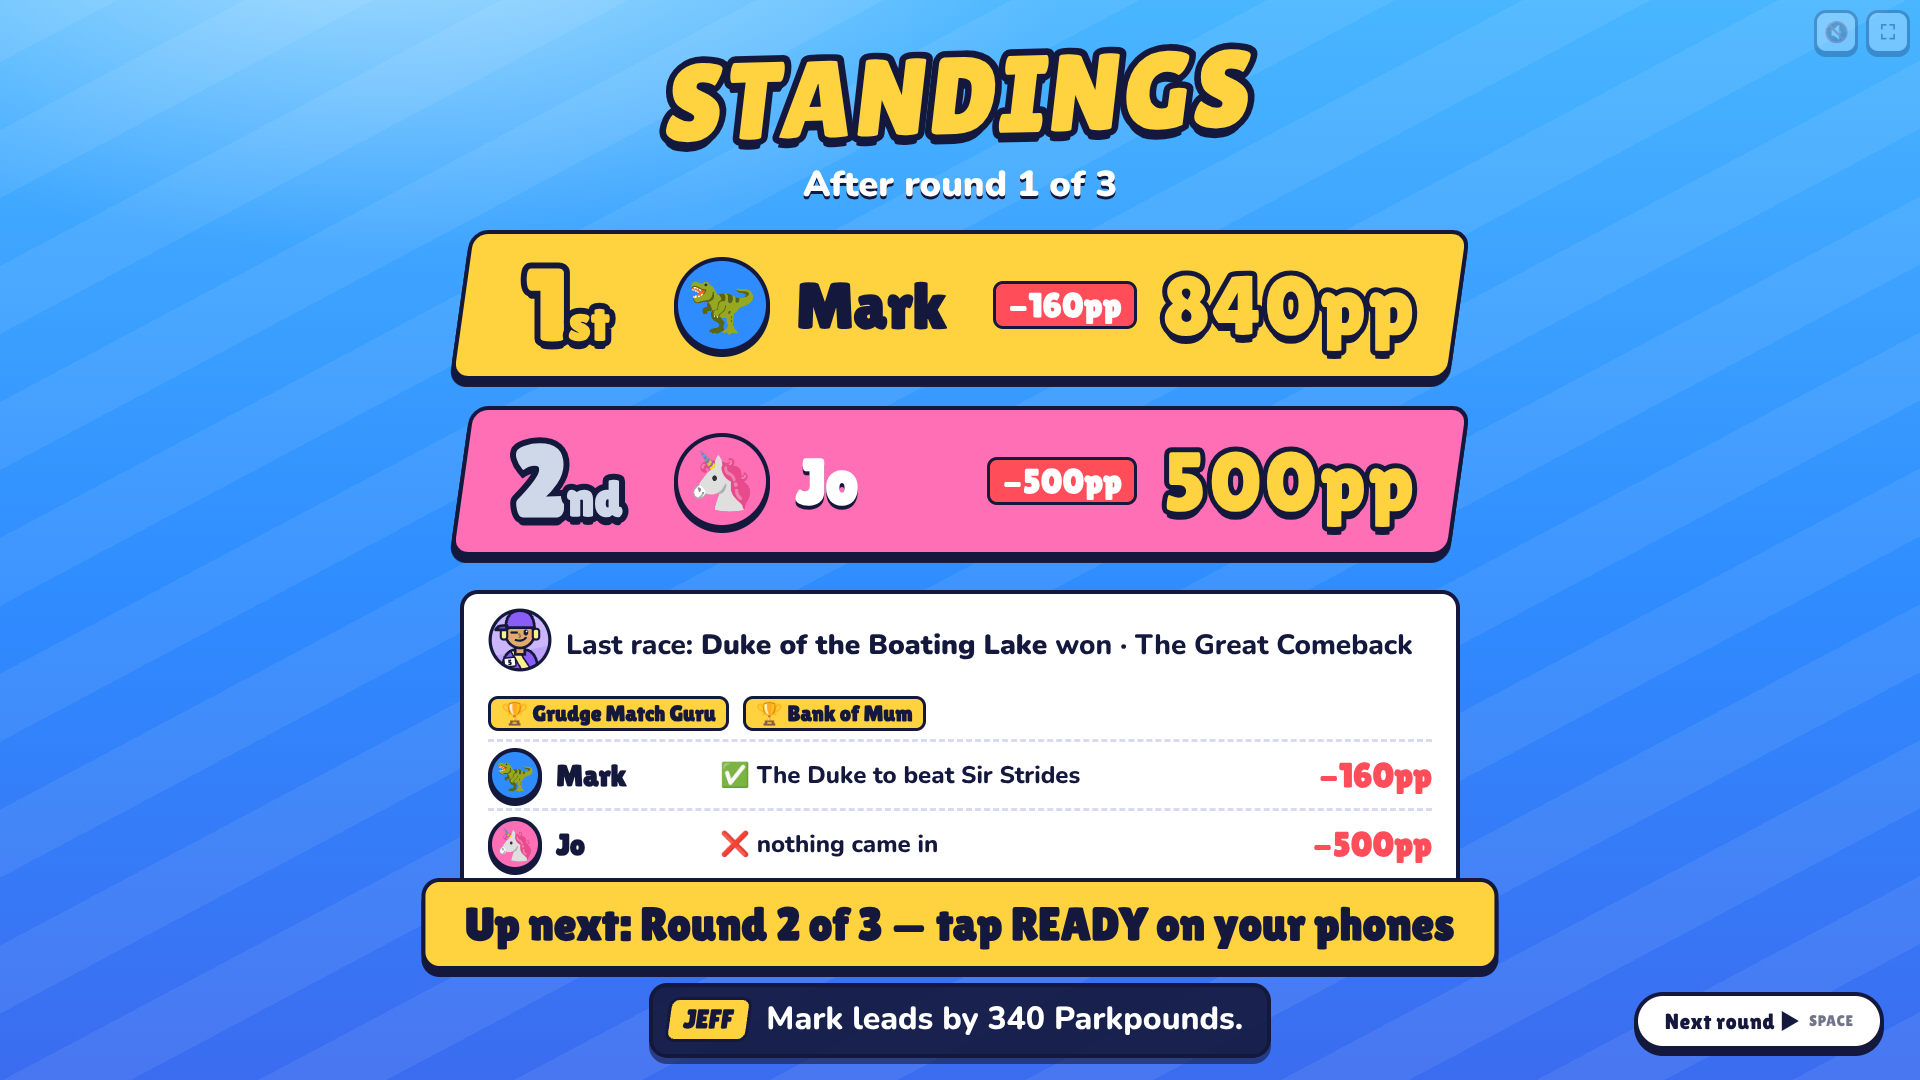 STANDINGS
After round 1 of 3
1st Mark -160pp 840pp
2nd Jo -500pp 500pp
Last race: Duke of the Boating Lake won · The Great Comeback
🏆 Grudge Match Guru 🏆 Bank of Mum
Mark ✅ The Duke to beat Sir Strides -160pp
Jo ❌ nothing came in -500pp
Up next: Round 2 of 3 — tap READY on your phones
JEFF Mark leads by 340 Parkpounds.
Next round ▶ SPACE